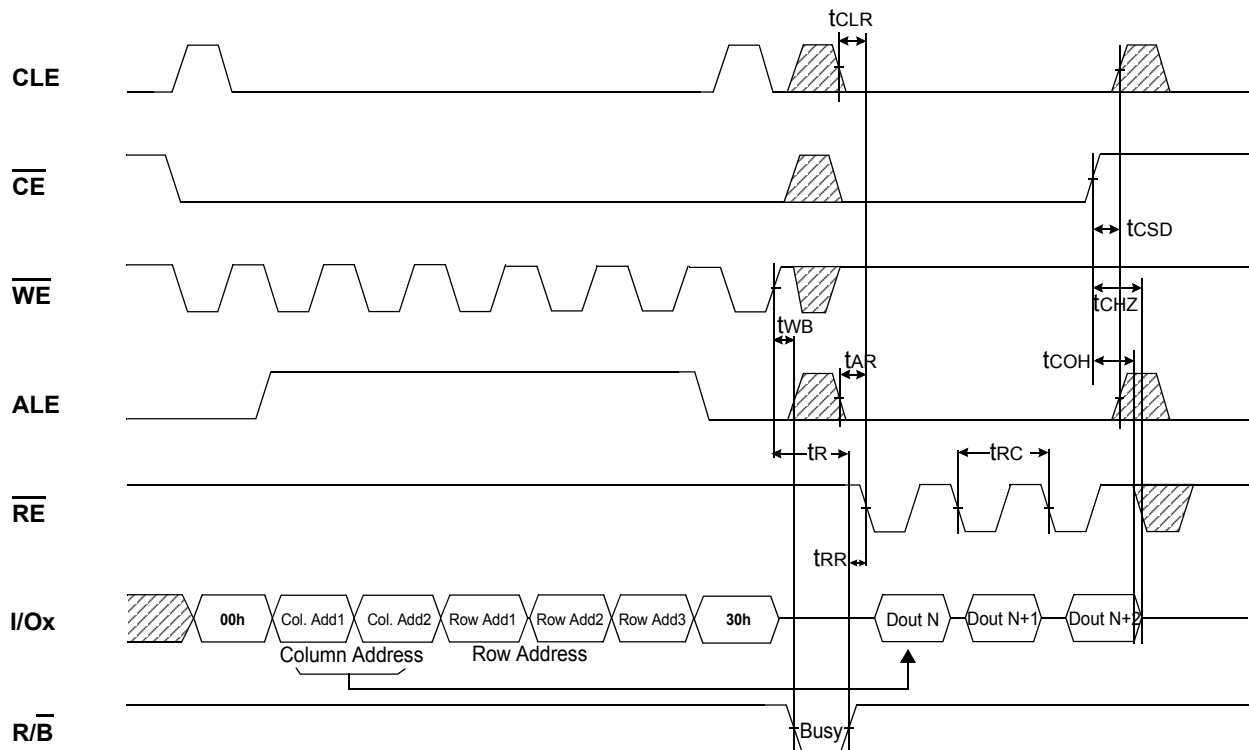 tCLR
CLE
CE
tCSD
WE
tCHZ
tWB
tAR
tCOH
ALE
tR
tRC
RE
tRR
I/Ox
00h
Col. Add1
Col. Add2
Row Add1
Row Add2
Row Add3
30h
Dout N
Dout N+1
Dout N+2
Column Address
Row Address
R/B
Busy